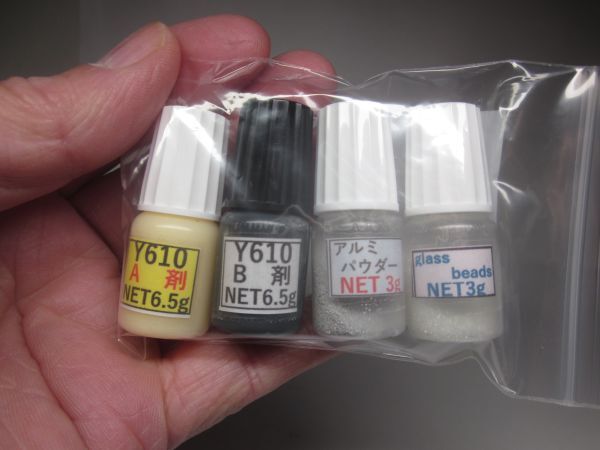 Y610
A 剤
NET6.5g
Y610
B 剤
NET6.5g
アルミ
パウダー
NET 3g
glass
beads
NET3g